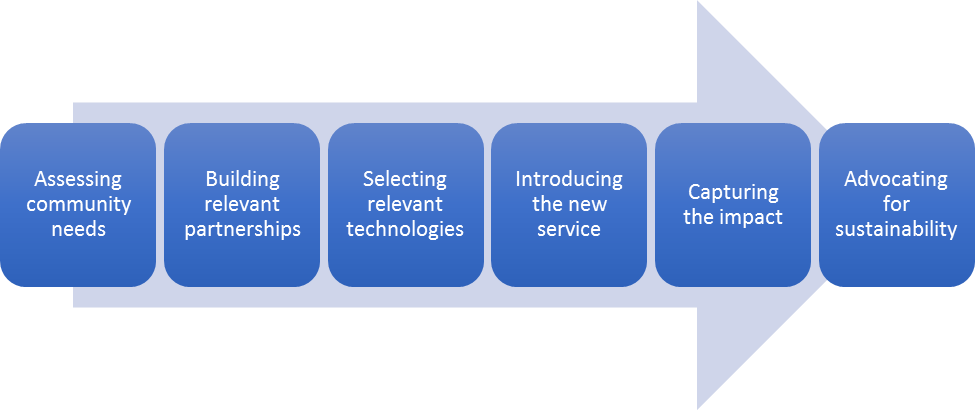 Assessing
community
needs
Building
relevant
partnerships
Selecting
relevant
technologies
Introducing
the new
service
Capturing
the impact
Advocating
for
sustainability